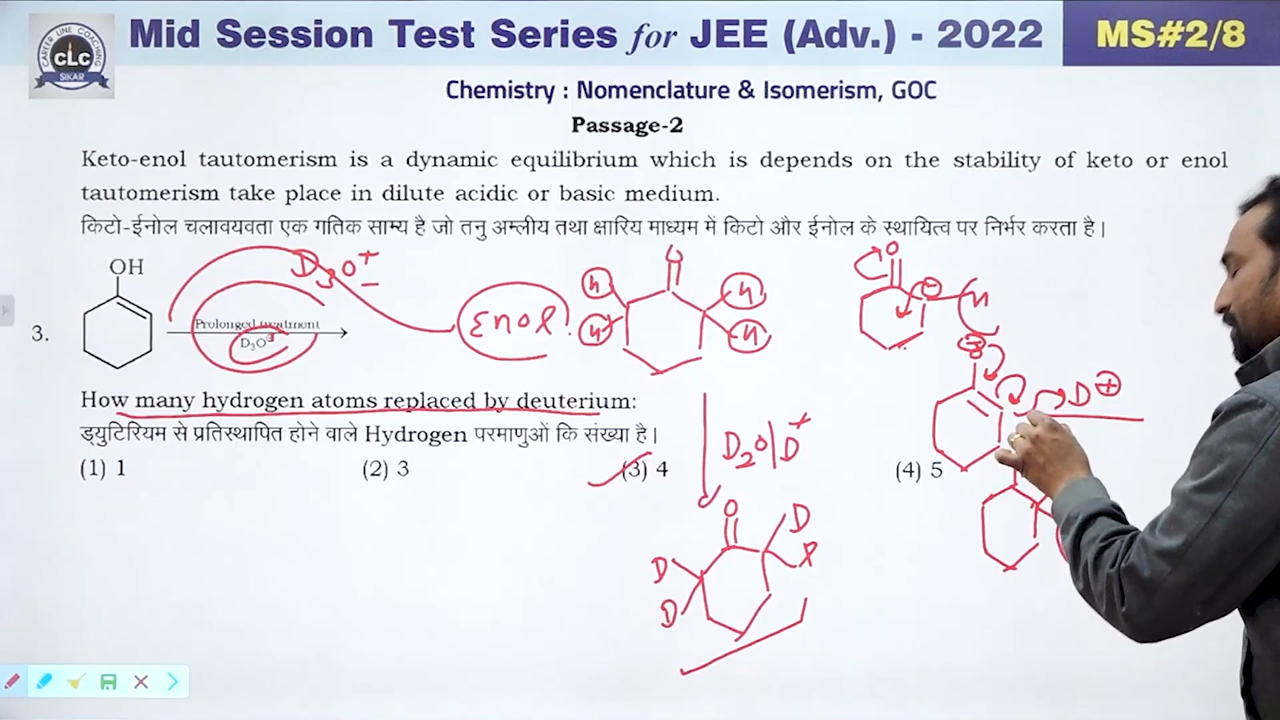 CAREER LINE COACHING
CLC
SIKAR
Mid Session Test Series for JEE (Adv.) - 2022
MS#2/8
Chemistry : Nomenclature & Isomerism, GOC
Passage-2
Keto-enol tautomerism is a dynamic equilibrium which is depends on the stability of keto or enol
tautomerism take place in dilute acidic or basic medium.
किटो-ईनोल चलावयवता एक गतिक साम्य है जो तनु अम्लीय तथा क्षारिय माध्यम में किटो और ईनोल के स्थायित्व पर निर्भर करता है।
OH
D₃O⁺
O
H
H
H
H
O
H
3.
Prolonged treatment
D₃O⊕
Enol
D⊕
How many hydrogen atoms replaced by deuterium:
ड्युटिरियम से प्रतिस्थापित होने वाले Hydrogen परमाणुओं कि संख्या है।
D₂O/D⁺
(1) 1
(2) 3
(3) 4
(4) 5
O
D
D
D
D